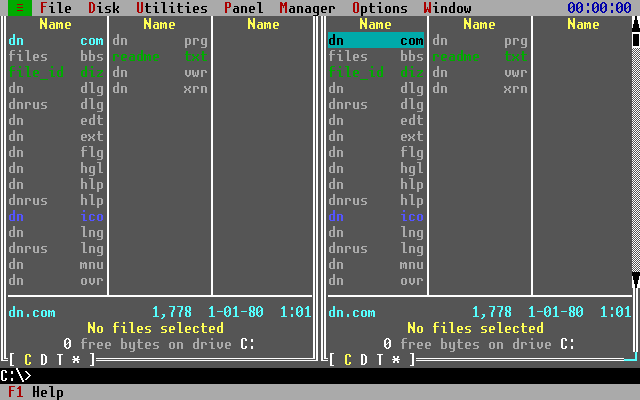 ≡ File Disk Utilities Panel Manager Options Window 00:00:00
Name Name Name Name Name Name
dn com dn prg dn com dn prg
files bbs readme txt files bbs readme txt
file_id diz dn vwr file_id diz dn vwr
dn dlg dn xrn dn dlg dn xrn
dnrus dlg dnrus dlg
dn edt dn edt
dn ext dn ext
dn flg dn flg
dn hgl dn hgl
dn hlp dn hlp
dnrus hlp dnrus hlp
dn ico dn ico
dn lng dn lng
dnrus lng dnrus lng
dn mnu dn mnu
dn ovr dn ovr
dn.com 1,778 1-01-80 1:01 dn.com 1,778 1-01-80 1:01
No files selected No files selected
0 free bytes on drive C: 0 free bytes on drive C:
[ C D T * ] [ C D T * ]
C:\>
F1 Help